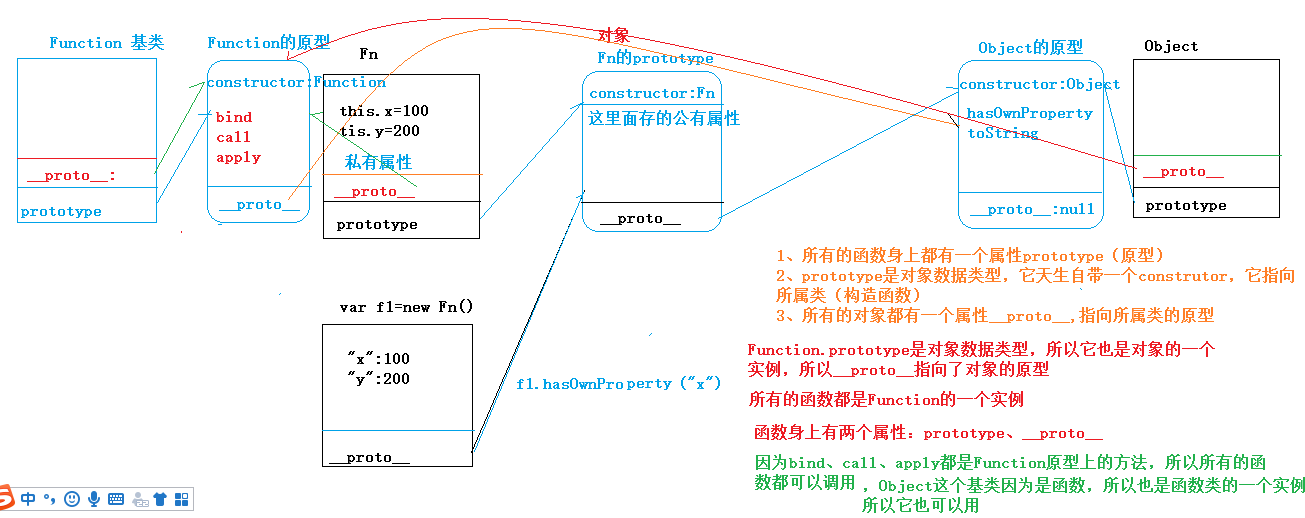 Function 基类
__proto__:
prototype
Function的原型
constructor:Function
bind
call
apply
__proto__
Fn
this.x=100
tis.y=200
私有属性
__proto__
prototype
对象
Fn的prototype
constructor:Fn
这里面存的公有属性
__proto__
Object的原型
constructor:Object
hasOwnProperty
toString
__proto__:null
Object
__proto__
prototype
var f1=new Fn()
"x":100
"y":200
__proto__
f1.hasOwnProperty("x")
1、所有的函数身上都有一个属性prototype（原型）
2、prototype是对象数据类型，它天生自带一个construtor，它指向
所属类（构造函数）
3、所有的对象都有一个属性__proto__,指向所属类的原型
Function.prototype是对象数据类型，所以它也是对象的一个
实例，所以__proto__指向了对象的原型
所有的函数都是Function的一个实例
函数身上有两个属性：prototype、__proto__
因为bind、call、apply都是Function原型上的方法，所以所有的函
数都可以调用，Object这个基类因为是函数，所以也是函数类的一个实例
所以它也可以用
中